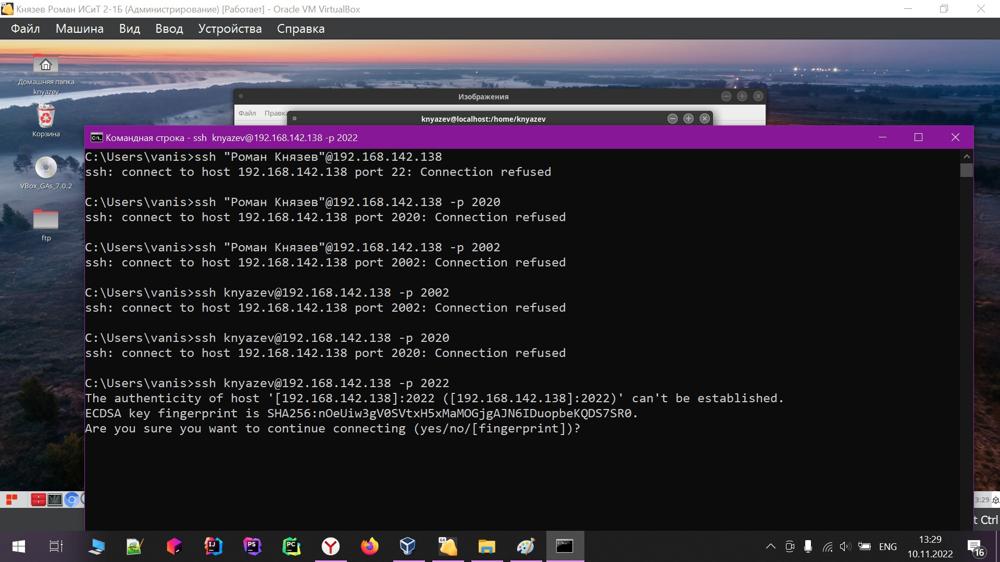 Князев Роман ИСиТ 2-1Б (Администрирование) [Работает] - Oracle VM VirtualBox
Файл Машина Вид Ввод Устройства Справка
Домашняя папка
knyazev
Корзина
VBox_GAs_7.0.2
ftp
Изображения
Файл Правка
knyazev@localhost:/home/knyazev
Командная строка - ssh  knyazev@192.168.142.138 -p 2022
C:\Users\vanis>ssh "Роман Князев"@192.168.142.138
ssh: connect to host 192.168.142.138 port 22: Connection refused
C:\Users\vanis>ssh "Роман Князев"@192.168.142.138 -p 2020
ssh: connect to host 192.168.142.138 port 2020: Connection refused
C:\Users\vanis>ssh "Роман Князев"@192.168.142.138 -p 2002
ssh: connect to host 192.168.142.138 port 2002: Connection refused
C:\Users\vanis>ssh knyazev@192.168.142.138 -p 2002
ssh: connect to host 192.168.142.138 port 2002: Connection refused
C:\Users\vanis>ssh knyazev@192.168.142.138 -p 2020
ssh: connect to host 192.168.142.138 port 2020: Connection refused
C:\Users\vanis>ssh knyazev@192.168.142.138 -p 2022
The authenticity of host '[192.168.142.138]:2022 ([192.168.142.138]:2022)' can't be established.
ECDSA key fingerprint is SHA256:nOeUiw3gV0SVtxH5xMaMOGjgAJN6IDuopbeKQDS7SR0.
Are you sure you want to continue connecting (yes/no/[fingerprint])?
3:29
t Ctrl
IJ
PS
PC
64
ENG
13:29
10.11.2022
16